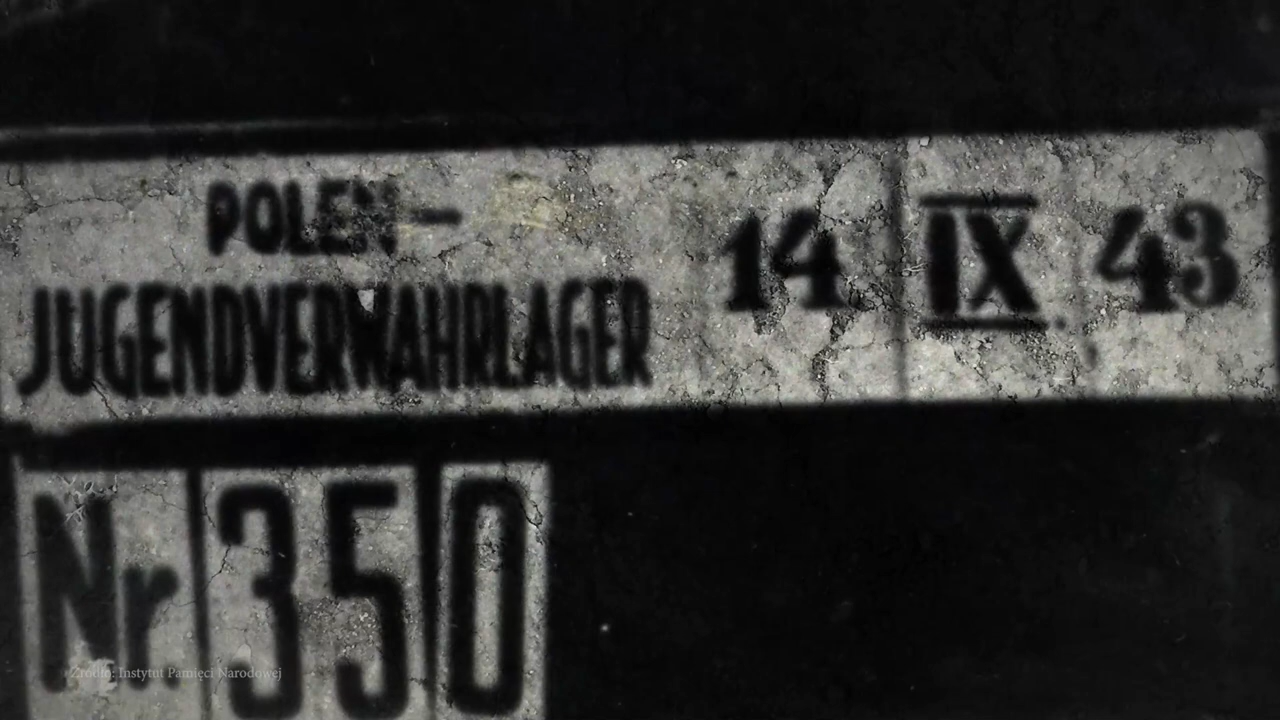 POLEN-
JUGENDVERWAHRLAGER 14 IX 43
Nr 350
Źródło: Instytut Pamięci Narodowej